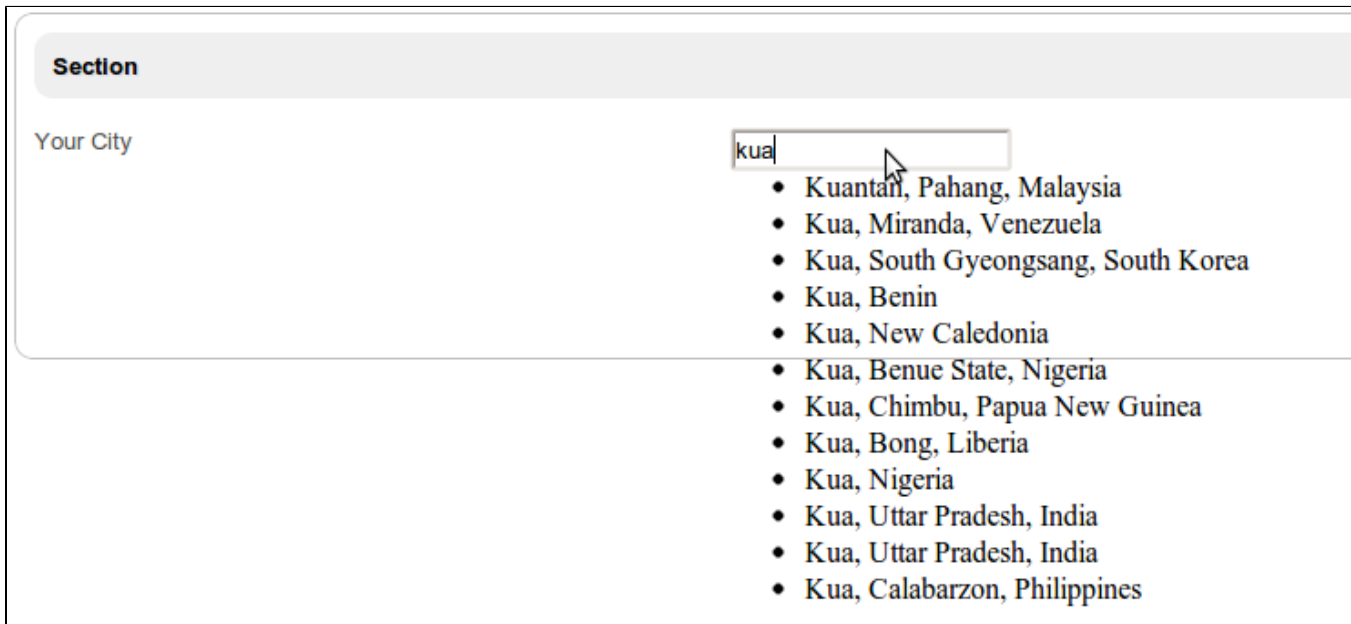 Section
Your City
kua
Kuantan, Pahang, Malaysia
Kua, Miranda, Venezuela
Kua, South Gyeongsang, South Korea
Kua, Benin
Kua, New Caledonia
Kua, Benue State, Nigeria
Kua, Chimbu, Papua New Guinea
Kua, Bong, Liberia
Kua, Nigeria
Kua, Uttar Pradesh, India
Kua, Uttar Pradesh, India
Kua, Calabarzon, Philippines